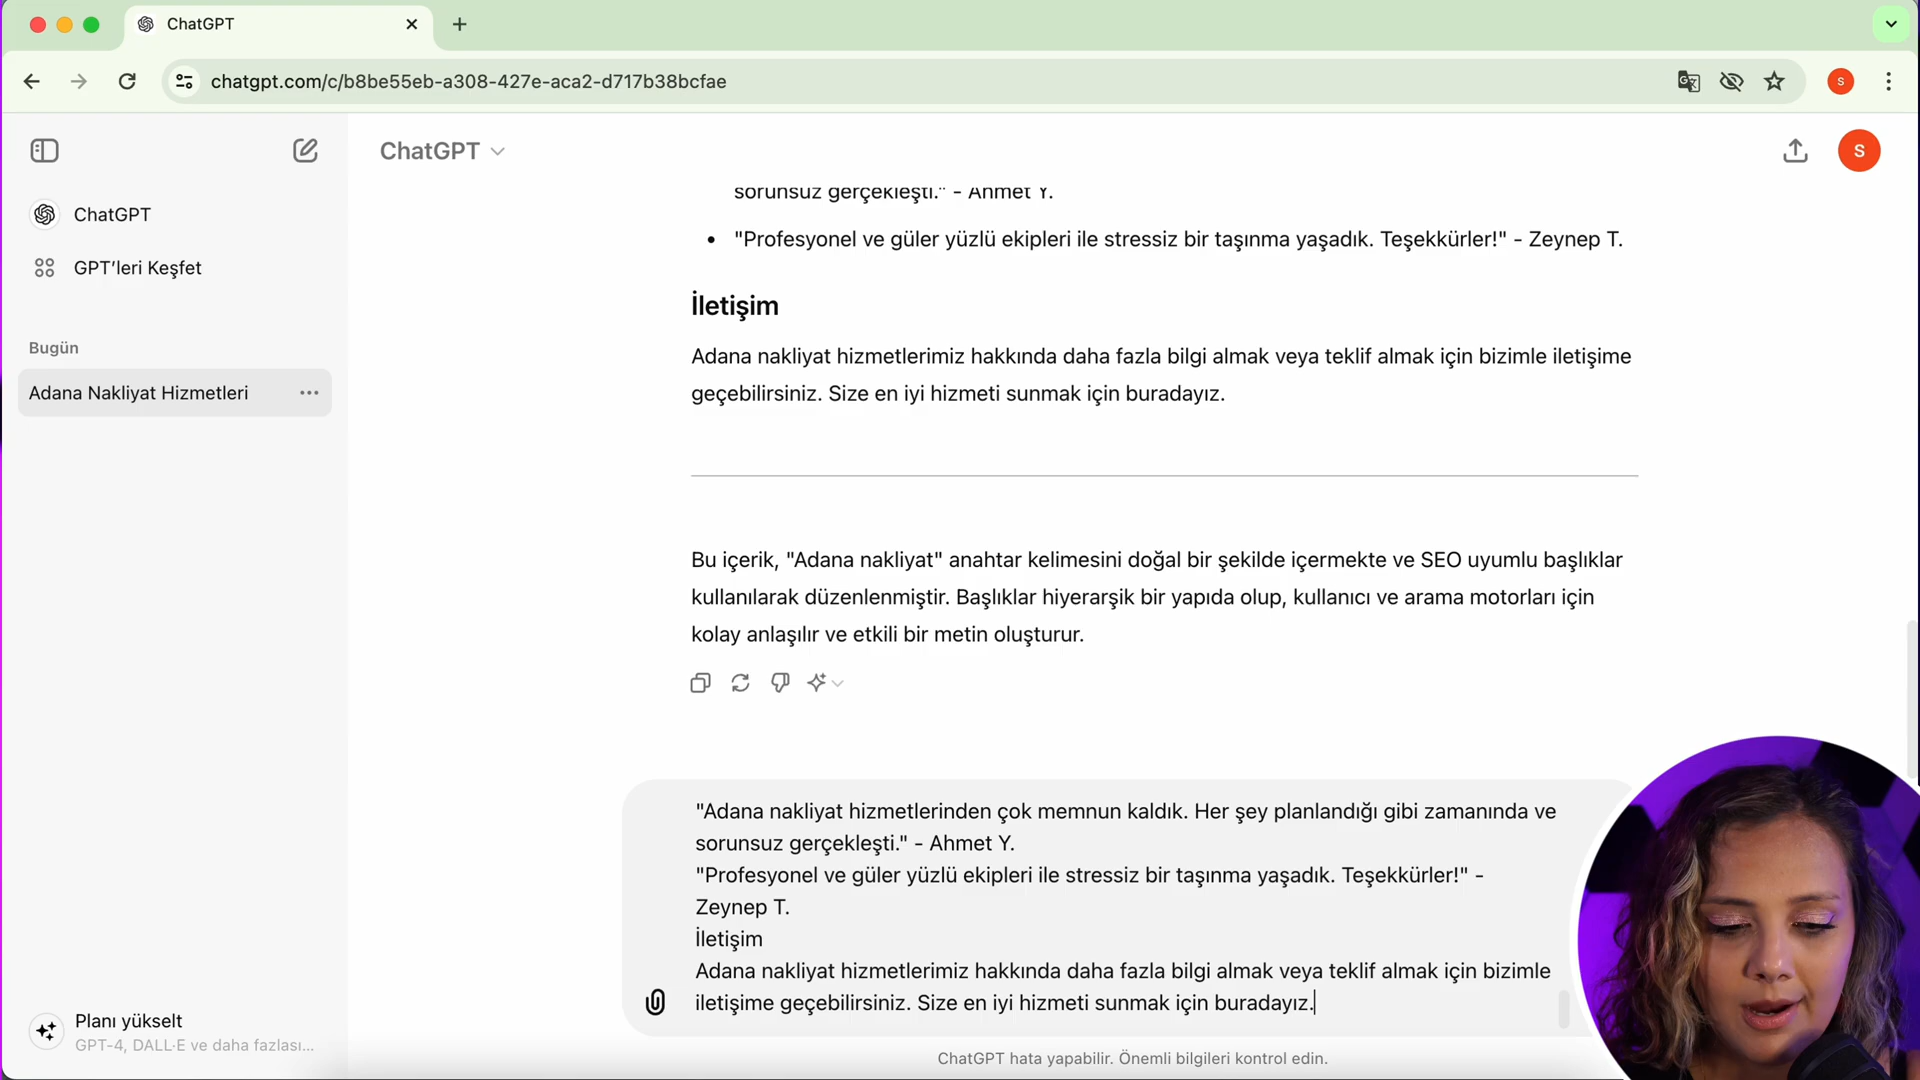 ChatGPT
chatgpt.com/c/b8be55eb-a308-427e-aca2-d717b38bcfae
S
ChatGPT
S
ChatGPT
GPT'leri Keşfet
Bugün
Adana Nakliyat Hizmetleri
sorunsuz gerçekleşti." - Ahmet Y.
• "Profesyonel ve güler yüzlü ekipleri ile stressiz bir taşınma yaşadık. Teşekkürler!" - Zeynep T.
İletişim
Adana nakliyat hizmetlerimiz hakkında daha fazla bilgi almak veya teklif almak için bizimle iletişime
geçebilirsiniz. Size en iyi hizmeti sunmak için buradayız.
Bu içerik, "Adana nakliyat" anahtar kelimesini doğal bir şekilde içermekte ve SEO uyumlu başlıklar
kullanılarak düzenlenmiştir. Başlıklar hiyerarşik bir yapıda olup, kullanıcı ve arama motorları için
kolay anlaşılır ve etkili bir metin oluşturur.
"Adana nakliyat hizmetlerinden çok memnun kaldık. Her şey planlandığı gibi zamanında ve
sorunsuz gerçekleşti." - Ahmet Y.
"Profesyonel ve güler yüzlü ekipleri ile stressiz bir taşınma yaşadık. Teşekkürler!" -
Zeynep T.
İletişim
Adana nakliyat hizmetlerimiz hakkında daha fazla bilgi almak veya teklif almak için bizimle
iletişime geçebilirsiniz. Size en iyi hizmeti sunmak için buradayız.
Planı yükselt
GPT-4, DALL·E ve daha fazlası...
ChatGPT hata yapabilir. Önemli bilgileri kontrol edin.